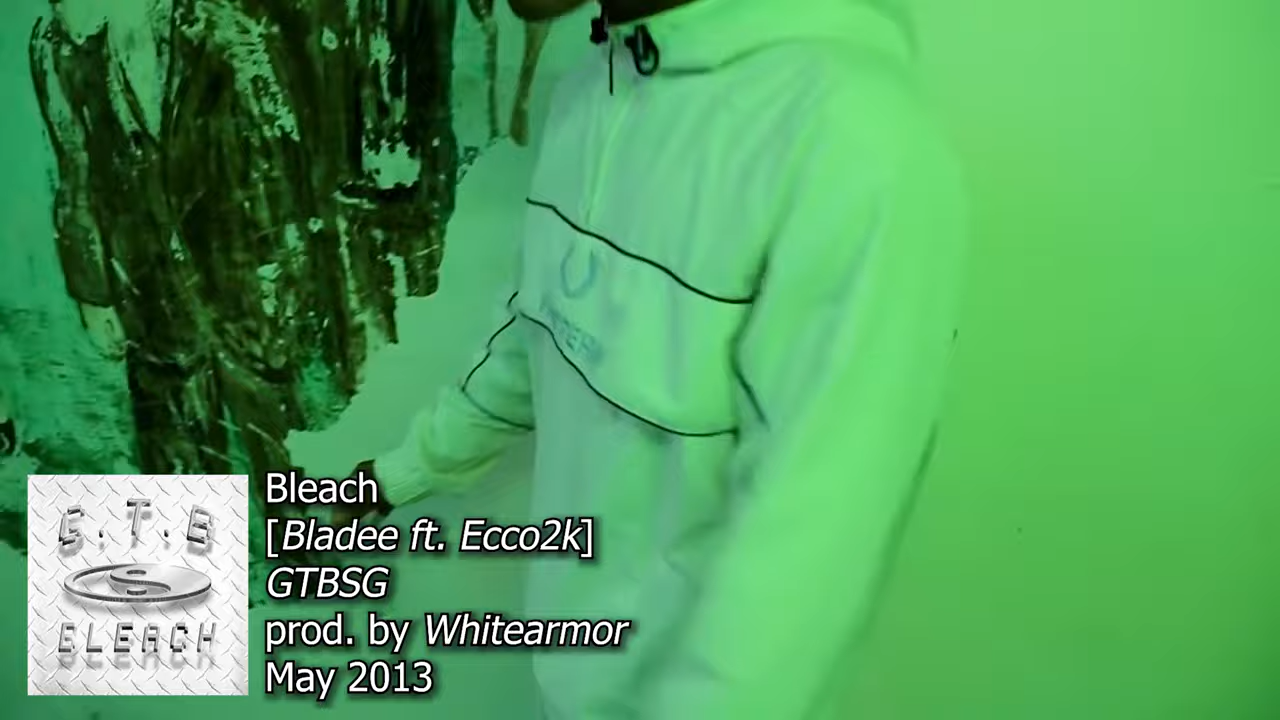 G.T.B
S
BLEACH
Bleach
[Bladee ft. Ecco2k]
GTBSG
prod. by Whitearmor
May 2013